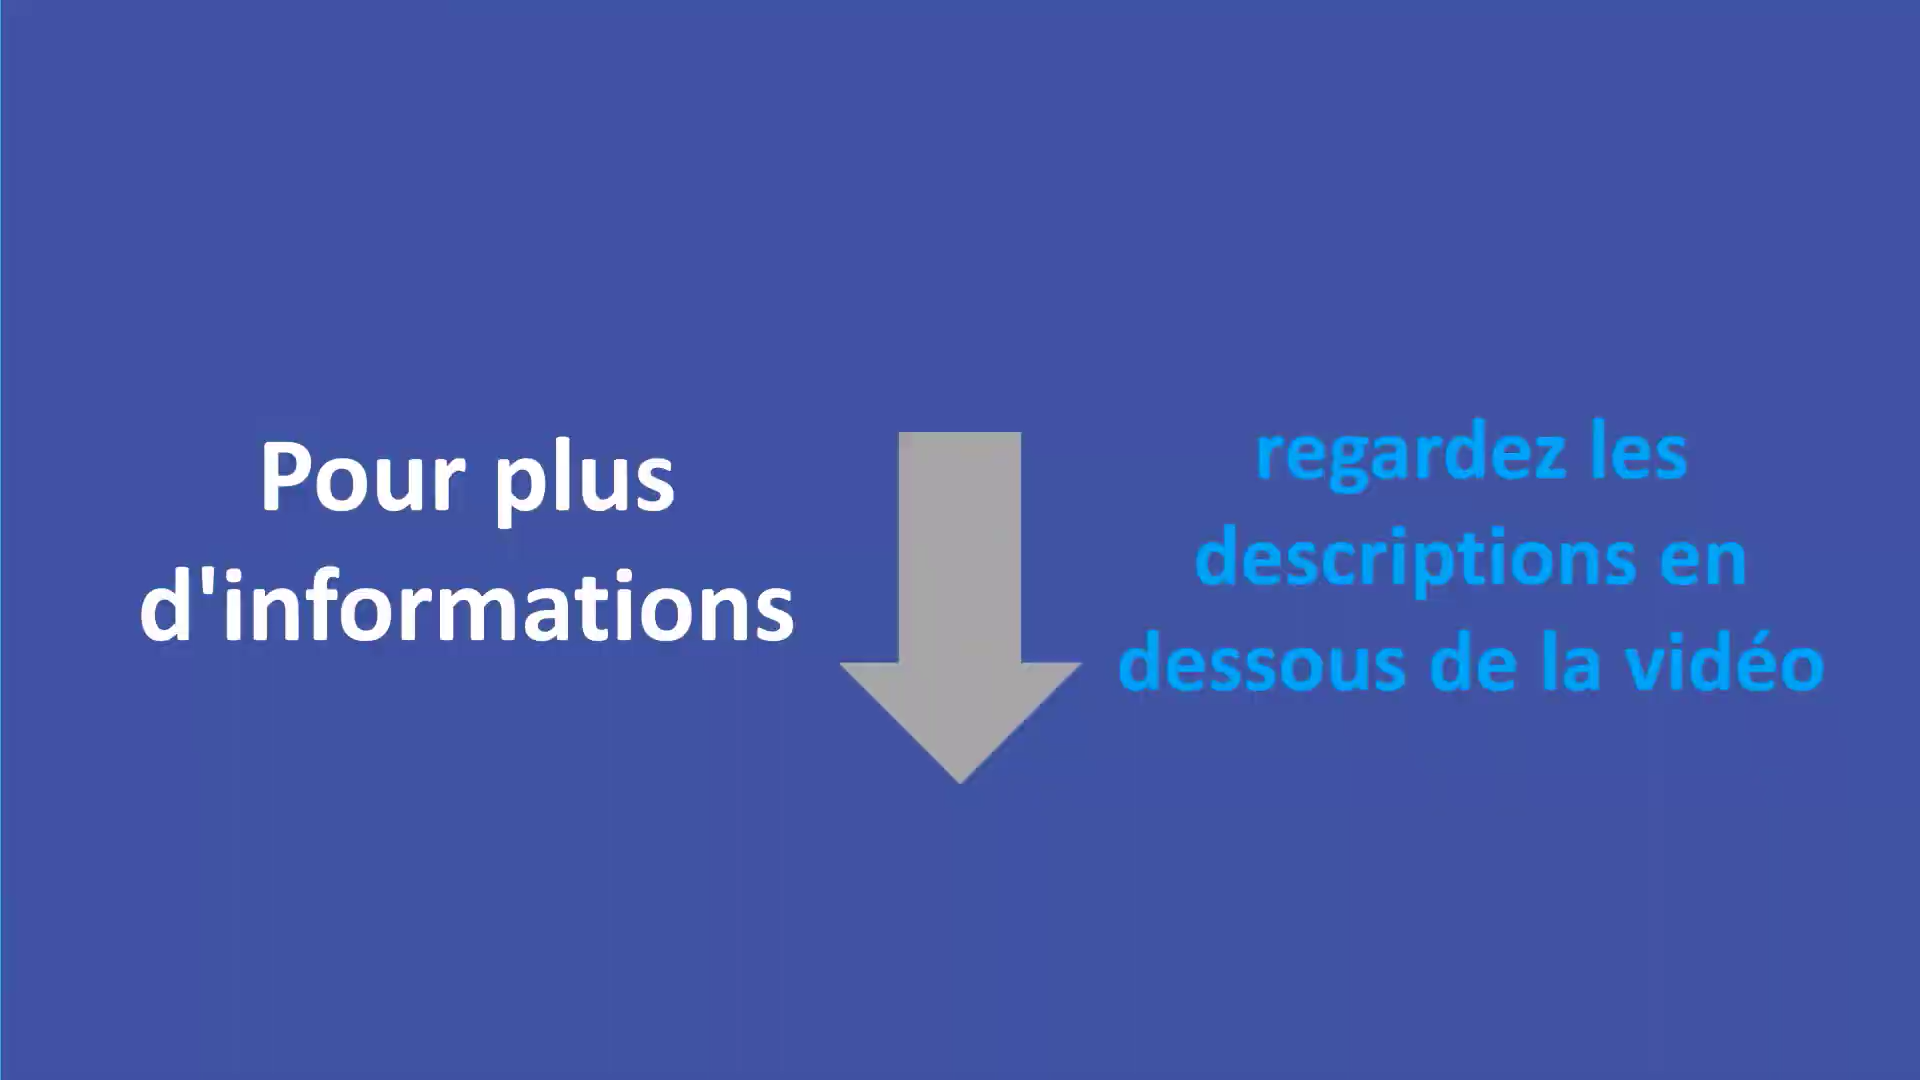 Pour plus
d'informations
regardez les
descriptions en
dessous de la vidéo